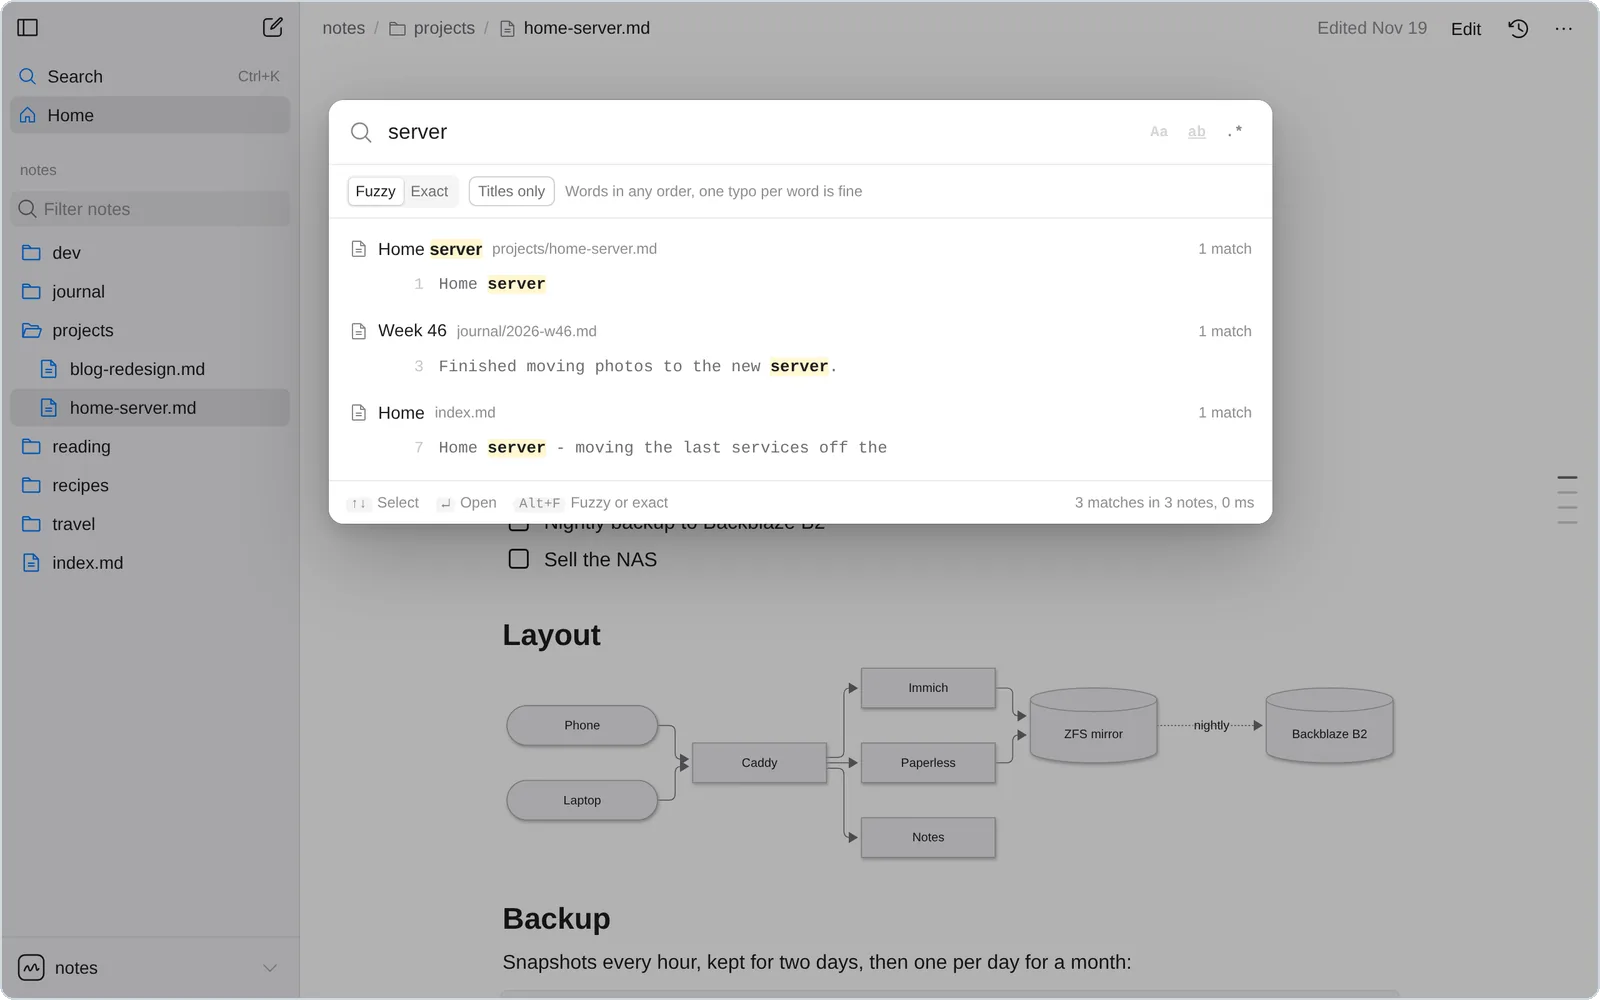 notes / projects / home-server.md
Edited Nov 19 Edit ...
Search Ctrl+K
Home
notes
Filter notes
dev
journal
projects
blog-redesign.md
home-server.md
reading
recipes
travel
index.md
notes
server
Aa ab .*
Fuzzy Exact Titles only Words in any order, one typo per word is fine
Home server projects/home-server.md 1 match
1 Home server
Week 46 journal/2026-w46.md 1 match
3 Finished moving photos to the new server.
Home index.md 1 match
7 Home server - moving the last services off the
↑↓ Select ↵ Open Alt+F Fuzzy or exact 3 matches in 3 notes, 0 ms
Nightly backup to Backblaze B2
Sell the NAS
Layout
Phone
Laptop
Caddy
Immich
Paperless
Notes
ZFS mirror
nightly
Backblaze B2
Backup
Snapshots every hour, kept for two days, then one per day for a month: